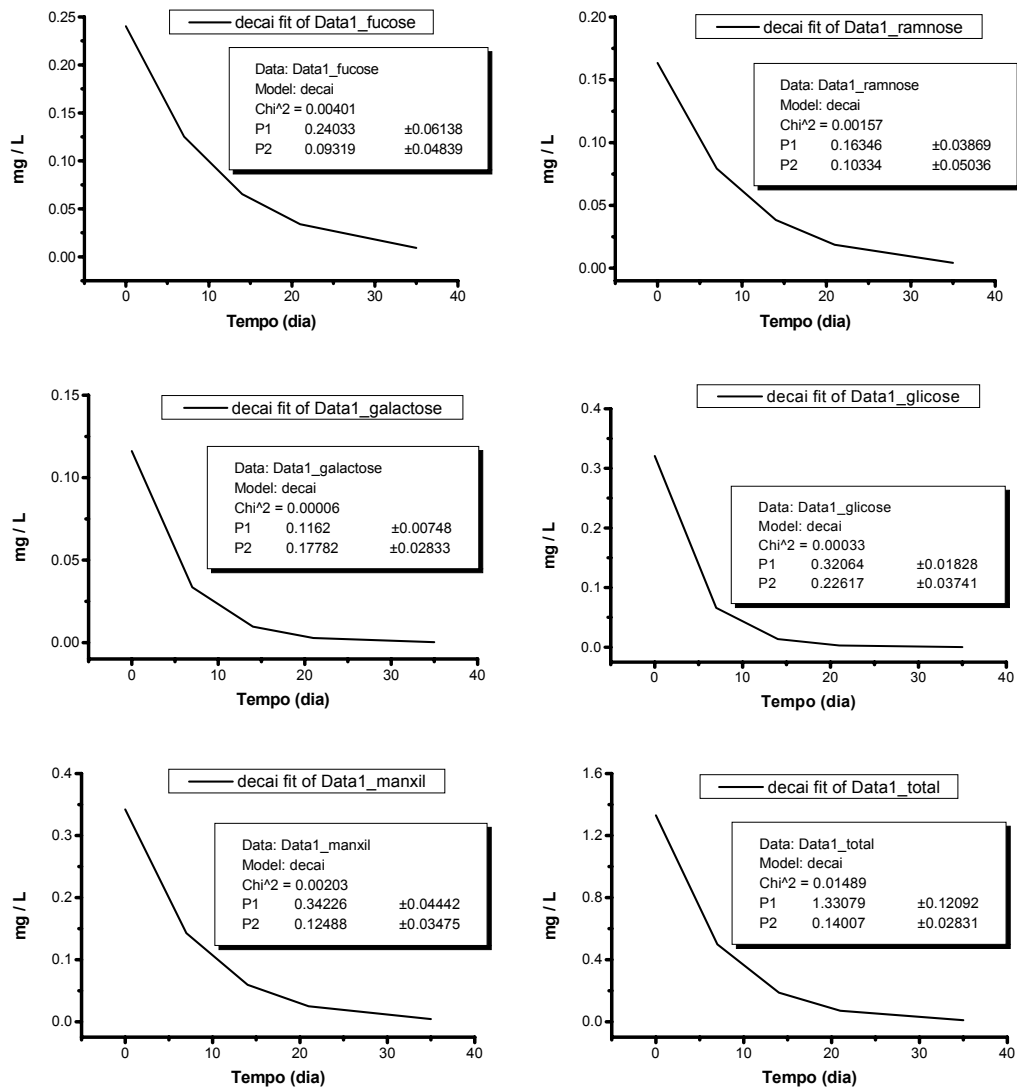 decai fit of Data1_fucose
Data: Data1_fucose
Model: decai
Chi^2 = 0.00401
P1 0.24033 ±0.06138
P2 0.09319 ±0.04839
0.25
0.20
0.15
0.10
0.05
0.00
mg / L
0 10 20 30 40
Tempo (dia)
decai fit of Data1_ramnose
Data: Data1_ramnose
Model: decai
Chi^2 = 0.00157
P1 0.16346 ±0.03869
P2 0.10334 ±0.05036
0.20
0.15
0.10
0.05
0.00
mg / L
0 10 20 30 40
Tempo (dia)
decai fit of Data1_galactose
Data: Data1_galactose
Model: decai
Chi^2 = 0.00006
P1 0.1162 ±0.00748
P2 0.17782 ±0.02833
0.15
0.10
0.05
0.00
mg / L
0 10 20 30 40
Tempo (dia)
decai fit of Data1_glicose
Data: Data1_glicose
Model: decai
Chi^2 = 0.00033
P1 0.32064 ±0.01828
P2 0.22617 ±0.03741
0.4
0.3
0.2
0.1
0.0
mg / L
0 10 20 30 40
Tempo (dia)
decai fit of Data1_manxil
Data: Data1_manxil
Model: decai
Chi^2 = 0.00203
P1 0.34226 ±0.04442
P2 0.12488 ±0.03475
0.4
0.3
0.2
0.1
0.0
mg / L
0 10 20 30 40
Tempo (dia)
decai fit of Data1_total
Data: Data1_total
Model: decai
Chi^2 = 0.01489
P1 1.33079 ±0.12092
P2 0.14007 ±0.02831
1.6
1.2
0.8
0.4
0.0
mg / L
0 10 20 30 40
Tempo (dia)